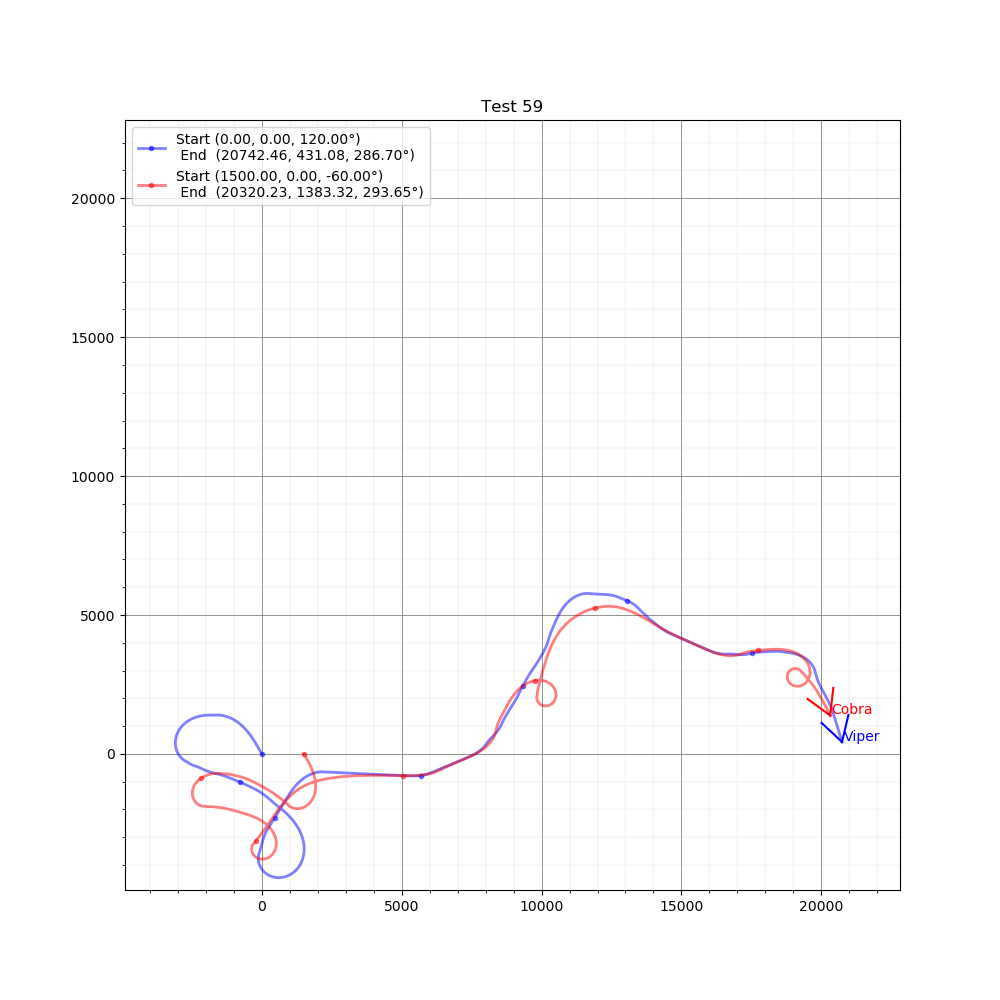 Test 59
Start (0.00, 0.00, 120.00°)
End (20742.46, 431.08, 286.70°)
Start (1500.00, 0.00, -60.00°)
End (20320.23, 1383.32, 293.65°)
20000
15000
10000
5000
0
Cobra
Viper
0
5000
10000
15000
20000